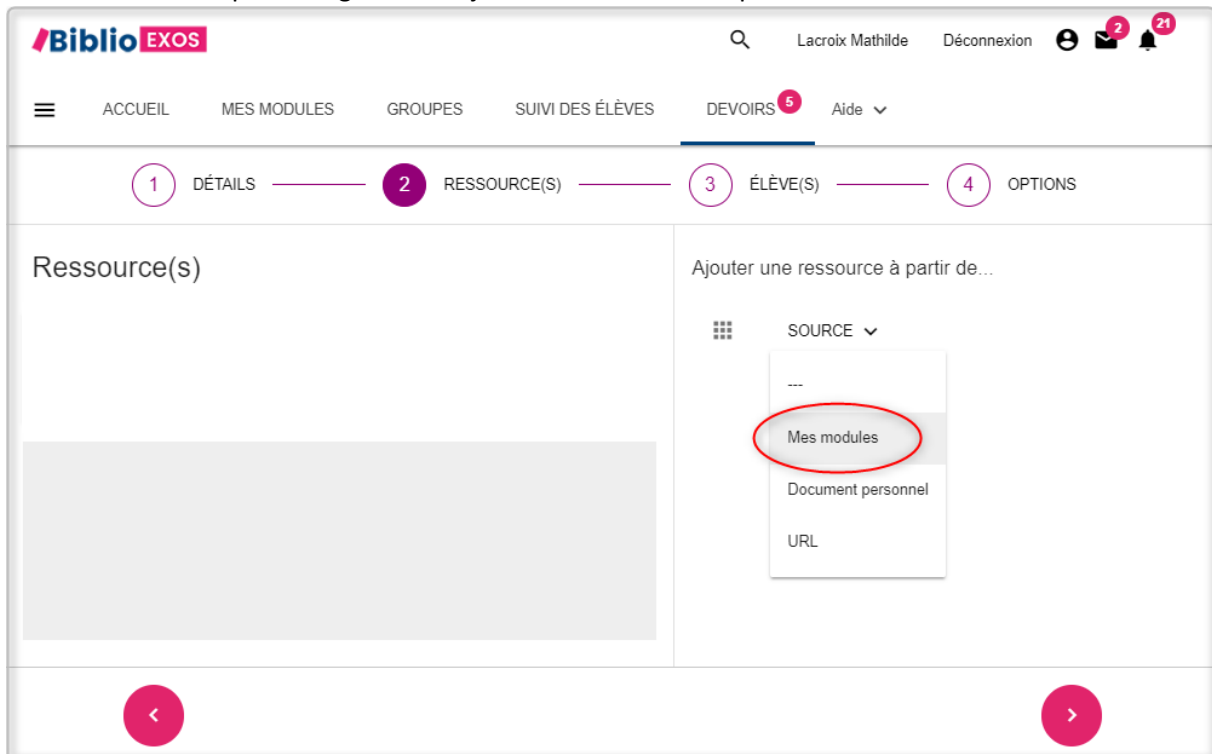 /Biblio EXOS
Lacroix Mathilde Déconnexion 2 21
ACCUEIL MES MODULES GROUPES SUIVI DES ÉLÈVES DEVOIRS 5 Aide
1 DÉTAILS 2 RESSOURCE(S) 3 ÉLÈVE(S) 4 OPTIONS
Ressource(s)
Ajouter une ressource à partir de...
SOURCE
---
Mes modules
Document personnel
URL